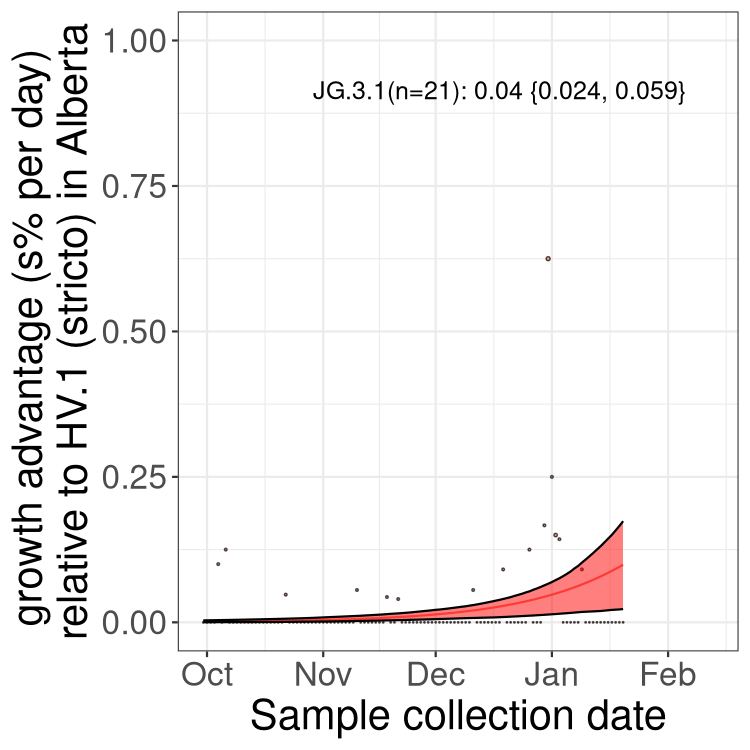 growth advantage (s% per day)
relative to HV.1 (stricto) in Alberta
1.00
0.75
0.50
0.25
0.00
JG.3.1(n=21): 0.04 {0.024, 0.059}
Oct Nov Dec Jan Feb
Sample collection date